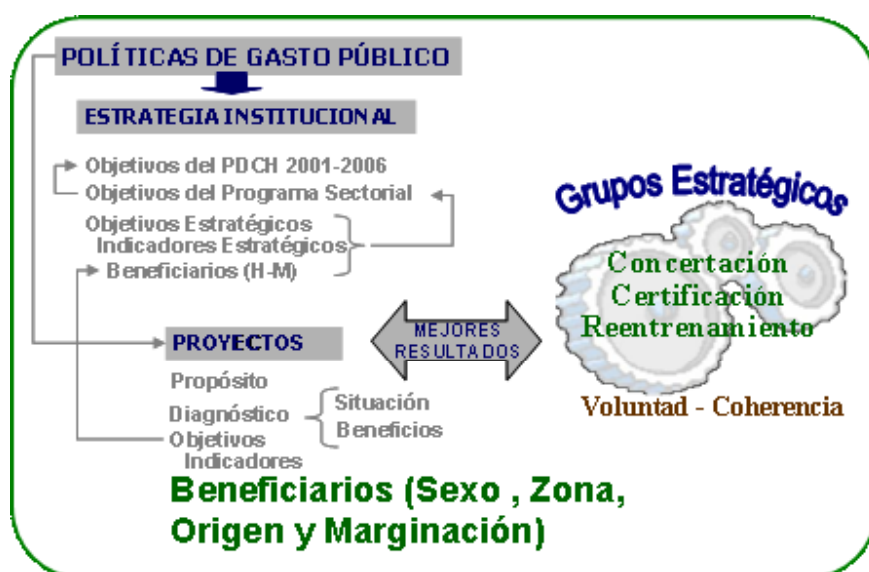 POLÍTICAS DE GASTO PÚBLICO
ESTRATEGIA INSTITUCIONAL
Objetivos del PDCH 2001-2006
Objetivos del Programa Sectorial
Objetivos Estratégicos
Indicadores Estratégicos
Beneficiarios (H-M)
PROYECTOS
Propósito
Diagnóstico
Situación
Beneficios
Objetivos
Indicadores
Beneficiarios (Sexo , Zona,
Origen y Marginación)
MEJORES
RESULTADOS
Grupos Estratégicos
Concertación
Certificación
Reentrenamiento
Voluntad - Coherencia